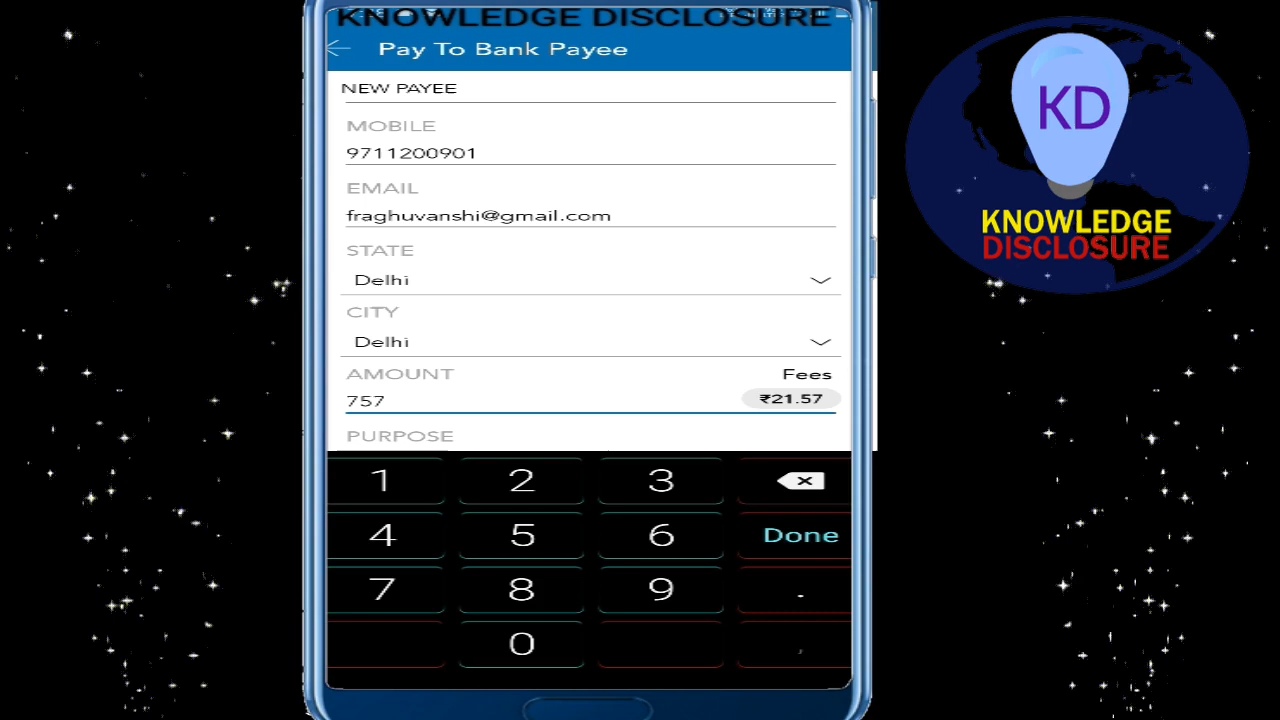 KNOWLEDGE DISCLOSURE
Pay To Bank Payee
NEW PAYEE
MOBILE
9711200901
EMAIL
fraghuvanshi@gmail.com
STATE
Delhi
CITY
Delhi
AMOUNT Fees
757 ₹21.57
PURPOSE
1 2 3
4 5 6 Done
7 8 9 .
0 ,
KD
KNOWLEDGE
DISCLOSURE